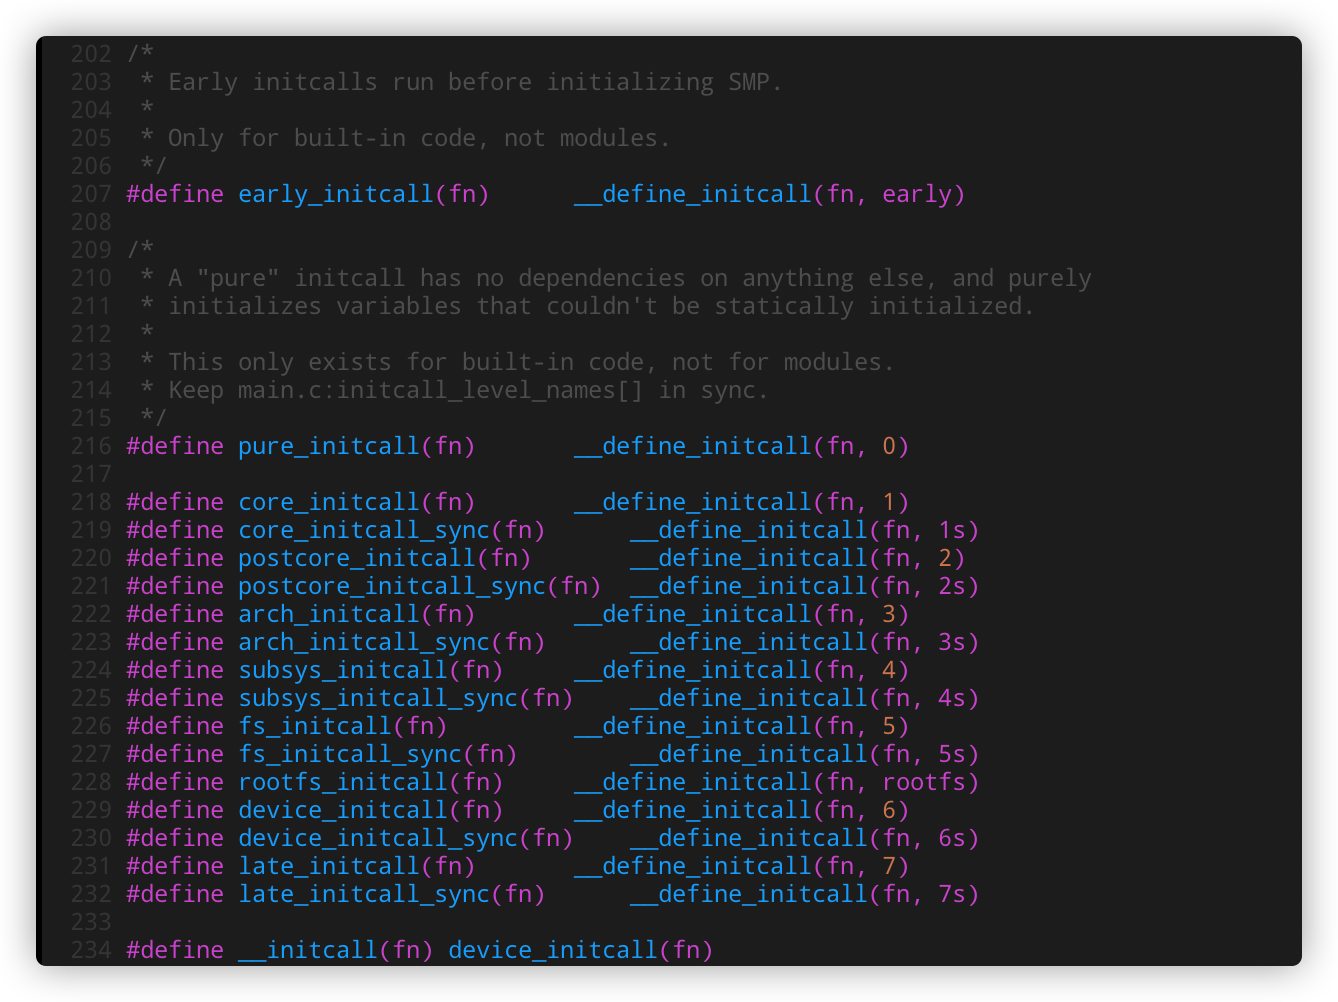 202 /*
203  * Early initcalls run before initializing SMP.
204  *
205  * Only for built-in code, not modules.
206  */
207 #define early_initcall(fn)      __define_initcall(fn, early)
208
209 /*
210  * A "pure" initcall has no dependencies on anything else, and purely
211  * initializes variables that couldn't be statically initialized.
212  *
213  * This only exists for built-in code, not for modules.
214  * Keep main.c:initcall_level_names[] in sync.
215  */
216 #define pure_initcall(fn)       __define_initcall(fn, 0)
217
218 #define core_initcall(fn)       __define_initcall(fn, 1)
219 #define core_initcall_sync(fn)      __define_initcall(fn, 1s)
220 #define postcore_initcall(fn)       __define_initcall(fn, 2)
221 #define postcore_initcall_sync(fn)  __define_initcall(fn, 2s)
222 #define arch_initcall(fn)       __define_initcall(fn, 3)
223 #define arch_initcall_sync(fn)      __define_initcall(fn, 3s)
224 #define subsys_initcall(fn)     __define_initcall(fn, 4)
225 #define subsys_initcall_sync(fn)    __define_initcall(fn, 4s)
226 #define fs_initcall(fn)         __define_initcall(fn, 5)
227 #define fs_initcall_sync(fn)        __define_initcall(fn, 5s)
228 #define rootfs_initcall(fn)     __define_initcall(fn, rootfs)
229 #define device_initcall(fn)     __define_initcall(fn, 6)
230 #define device_initcall_sync(fn)    __define_initcall(fn, 6s)
231 #define late_initcall(fn)       __define_initcall(fn, 7)
232 #define late_initcall_sync(fn)      __define_initcall(fn, 7s)
233
234 #define __initcall(fn) device_initcall(fn)